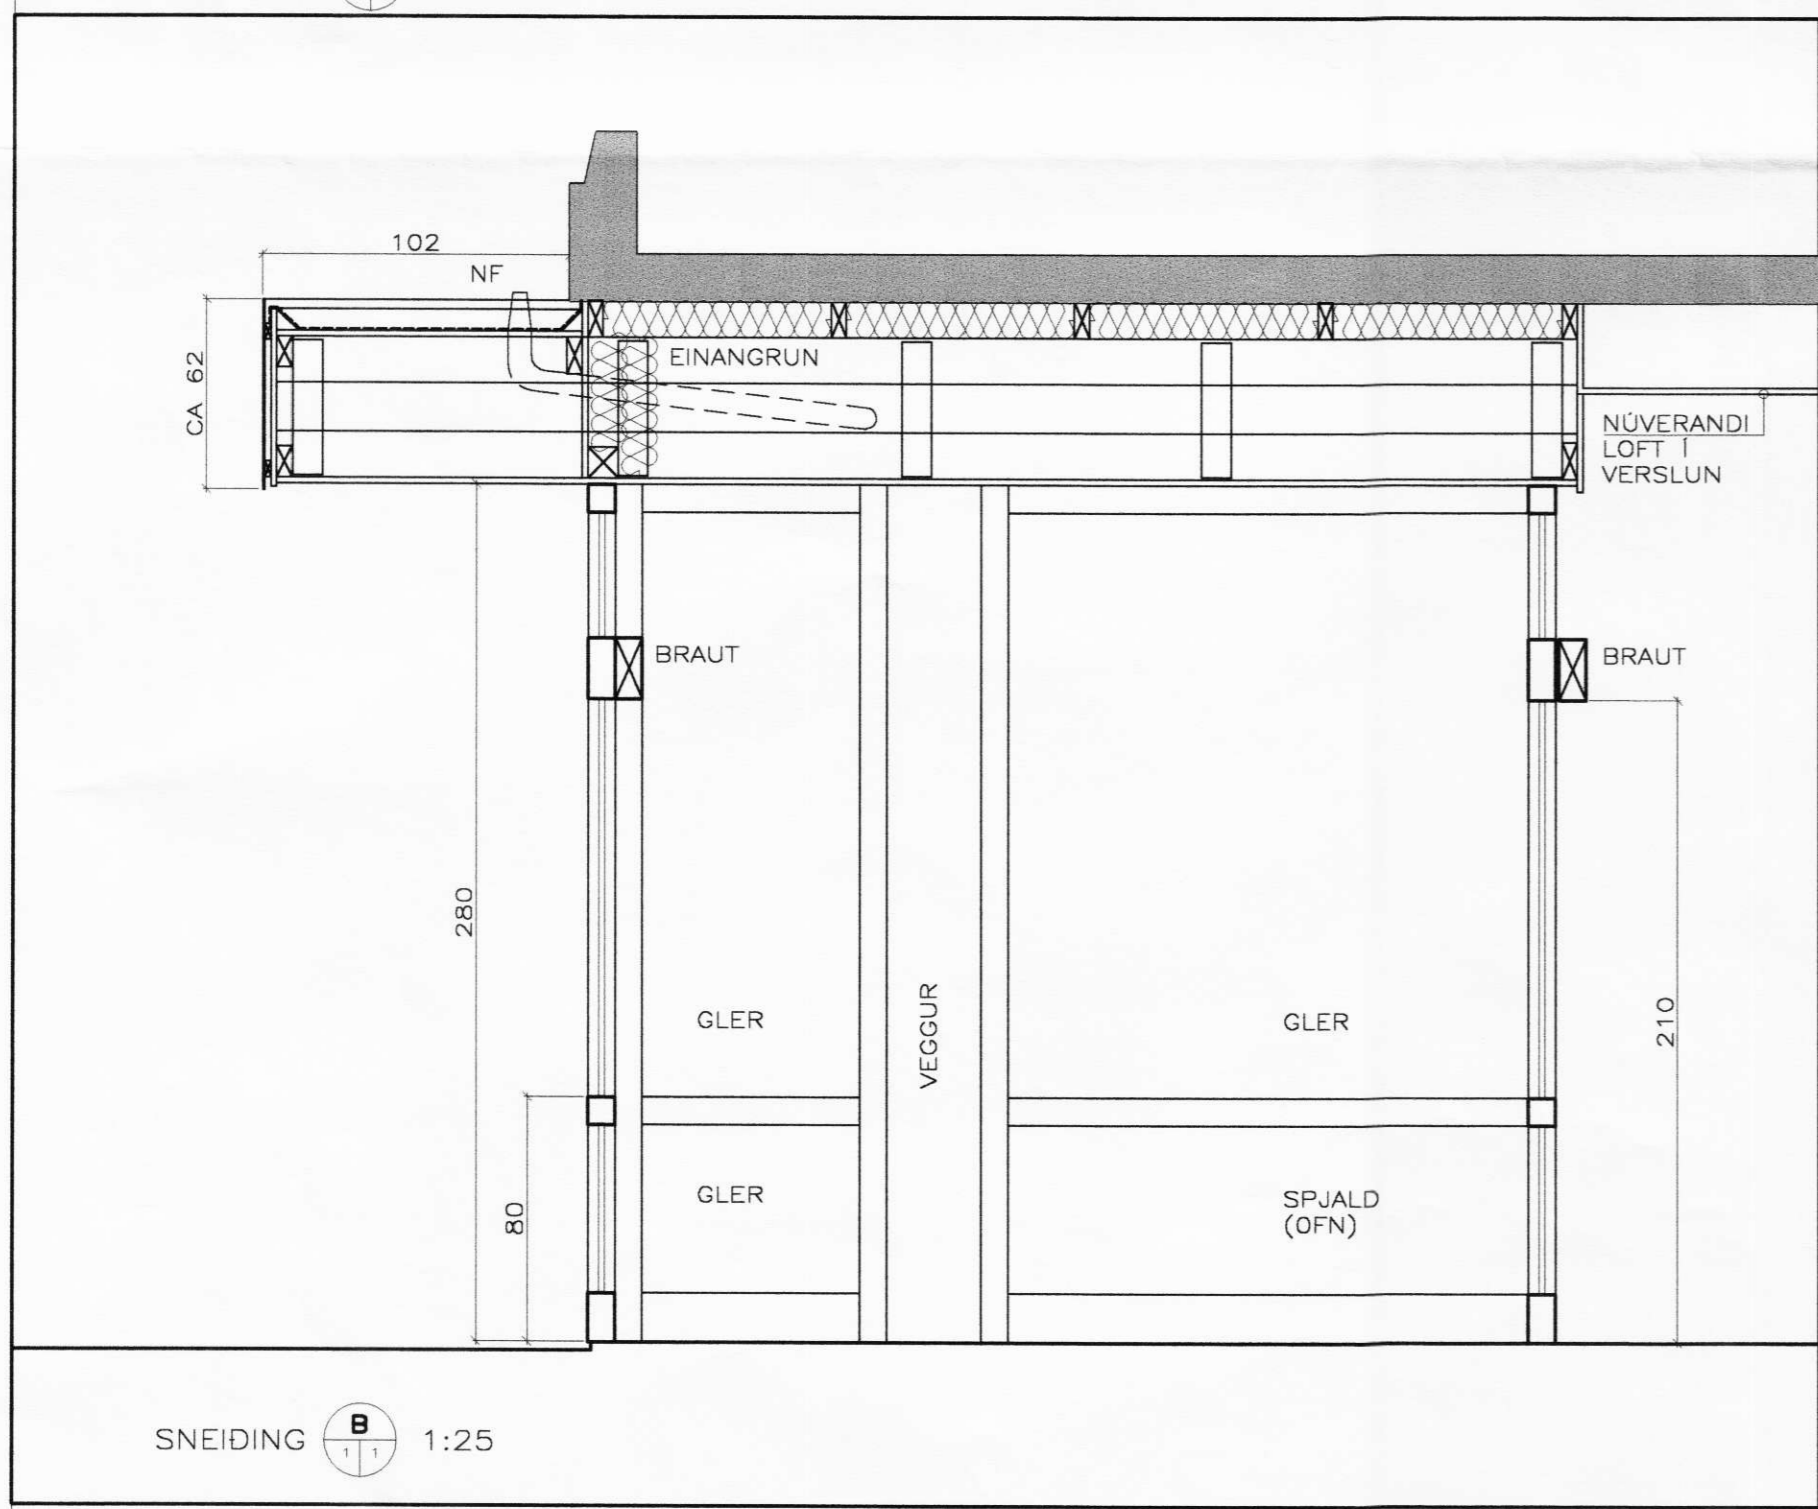 102
NF
CA 62
EINANGRUN
NÚVERANDI
LOFT Í
VERSLUN
BRAUT
BRAUT
280
GLER
VEGGUR
GLER
210
80
GLER
SPJALD
(OFN)
SNEIÐING B 1:25
1 1